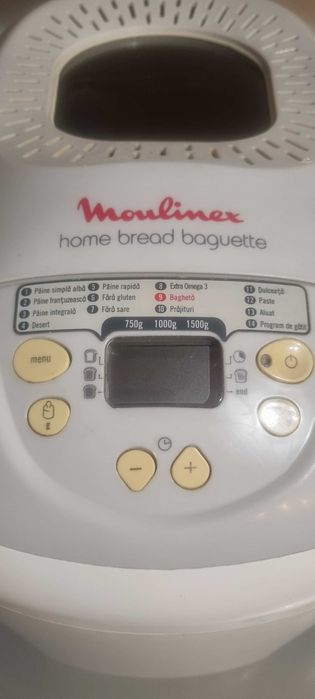 Moulinex
home bread baguette
1 Pâine simplă albă 5 Pâine rapidă 8 Extra Omega 3 11 Dulceață
2 Pâine franțuzească 6 Fără gluten 9 Baghetă 12 Paste
3 Pâine integrală 7 Fără sare 10 Prăjituri 13 Aluat
4 Desert 750g 1000g 1500g 14 Program de gătit
menu
end